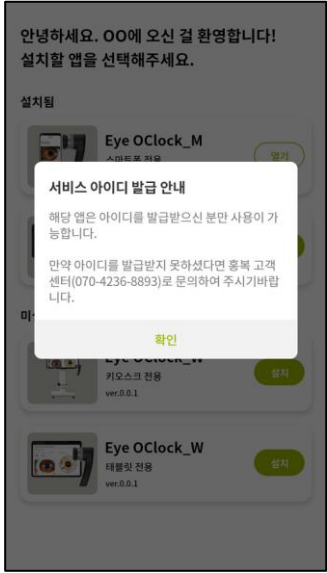 안녕하세요. OO에 오신 걸 환영합니다!
설치할 앱을 선택해주세요.
설치됨
Eye OClock_M
스마트폰 전용
열기
서비스 아이디 발급 안내
해당 앱은 아이디를 발급받으신 분만 사용이 가
능합니다.
만약 아이디를 발급받지 못하셨다면 홍복 고객
센터(070-4236-8893)로 문의하여 주시기바랍
니다.
확인
Eye OClock_W
키오스크 전용
ver.0.0.1
설치
Eye OClock_W
태블릿 전용
ver.0.0.1
설치